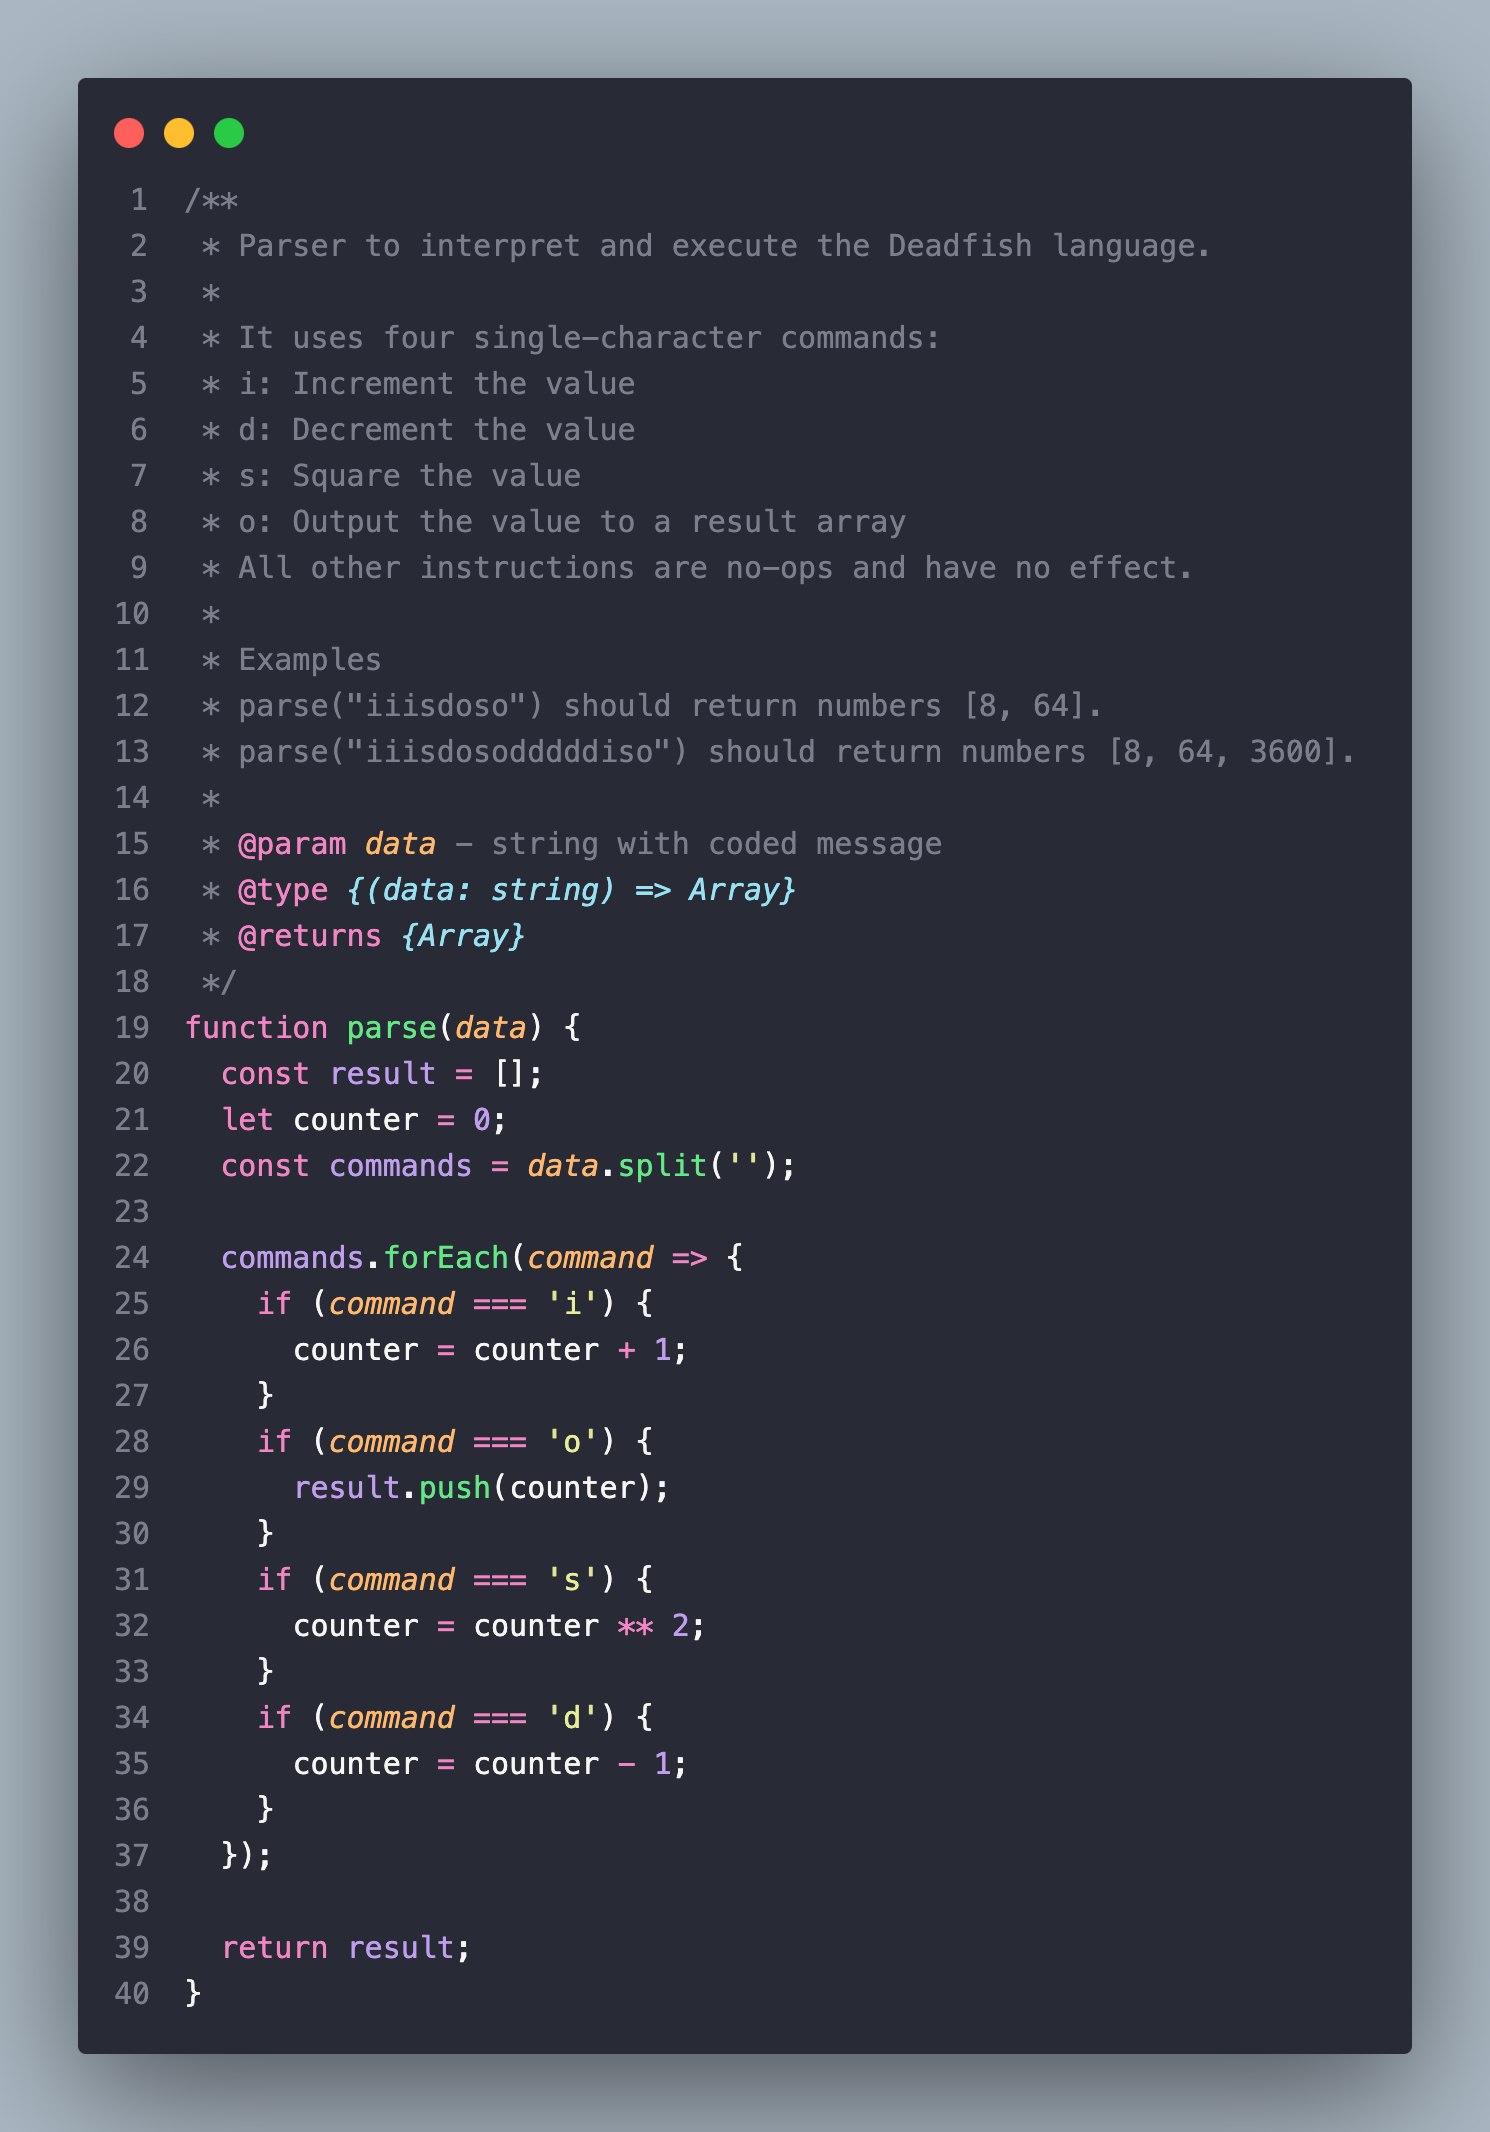 1 /**
2  * Parser to interpret and execute the Deadfish language.
3  *
4  * It uses four single-character commands:
5  * i: Increment the value
6  * d: Decrement the value
7  * s: Square the value
8  * o: Output the value to a result array
9  * All other instructions are no-ops and have no effect.
10  *
11  * Examples
12  * parse("iiisdoso") should return numbers [8, 64].
13  * parse("iiisdosodddddiso") should return numbers [8, 64, 3600].
14  *
15  * @param data - string with coded message
16  * @type {(data: string) => Array}
17  * @returns {Array}
18  */
19 function parse(data) {
20   const result = [];
21   let counter = 0;
22   const commands = data.split('');
23
24   commands.forEach(command => {
25     if (command === 'i') {
26       counter = counter + 1;
27     }
28     if (command === 'o') {
29       result.push(counter);
30     }
31     if (command === 's') {
32       counter = counter ** 2;
33     }
34     if (command === 'd') {
35       counter = counter - 1;
36     }
37   });
38
39   return result;
40 }